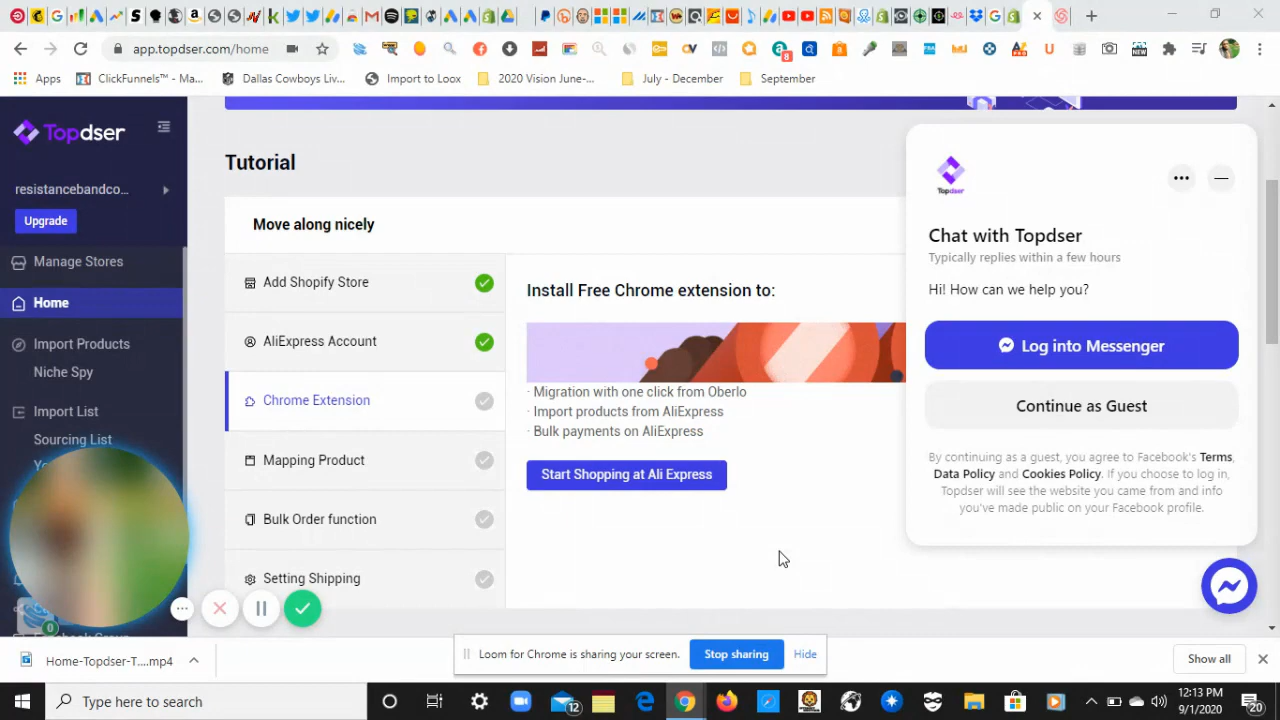 app.topdser.com/home
8
NEW
Apps
ClickFunnels™ - Ma...
Dallas Cowboys Liv...
Import to Loox
2020 Vision June-...
July - December
September
Topdser
resistancebandco...
Upgrade
Manage Stores
Home
Import Products
Niche Spy
Import List
Sourcing List
Tutorial
Move along nicely
Add Shopify Store
AliExpress Account
Chrome Extension
Mapping Product
Bulk Order function
Setting Shipping
Install Free Chrome extension to:
· Migration with one click from Oberlo
· Import products from AliExpress
· Bulk payments on AliExpress
Start Shopping at Ali Express
Topdser
Chat with Topdser
Typically replies within a few hours
Hi! How can we help you?
Log into Messenger
Continue as Guest
By continuing as a guest, you agree to Facebook's Terms,
Data Policy and Cookies Policy. If you choose to log in,
Topdser will see the website you came from and info
you've made public on your Facebook profile.
0
Loom for Chrome is sharing your screen.
Stop sharing
Hide
Home-Topdser-T....mp4
Show all
Type here to search
12
12:13 PM
9/1/2020
20